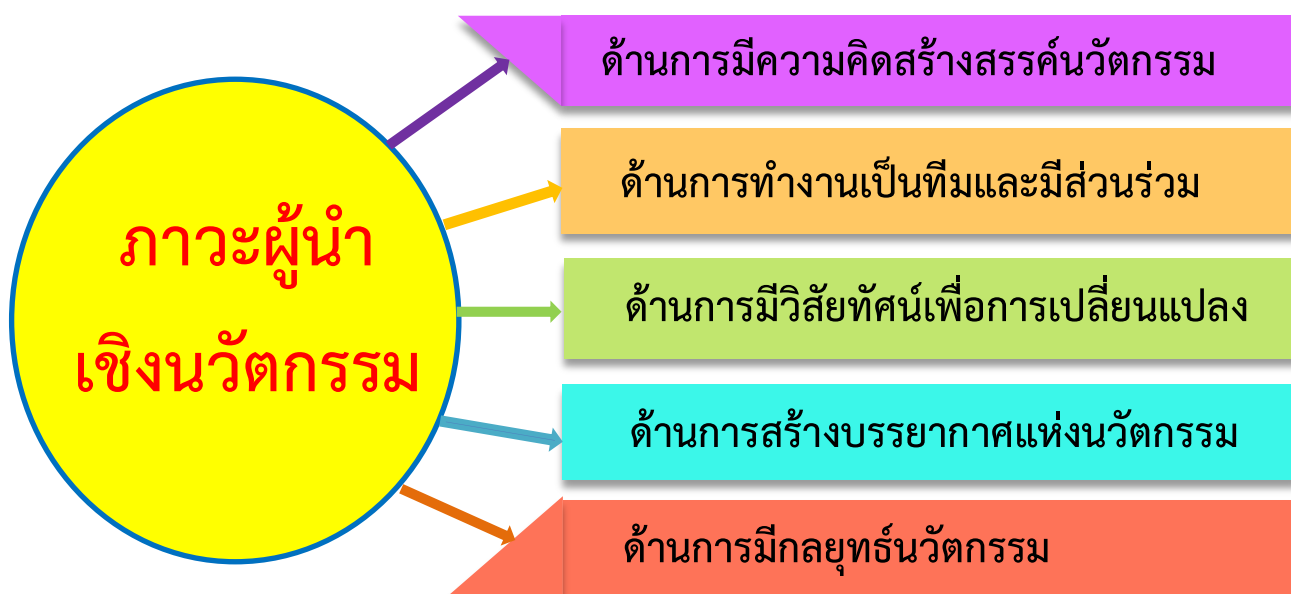 ภาวะผู้นำ
เชิงนวัตกรรม
ด้านการมีความคิดสร้างสรรค์นวัตกรรม
ด้านการทำงานเป็นทีมและมีส่วนร่วม
ด้านการมีวิสัยทัศน์เพื่อการเปลี่ยนแปลง
ด้านการสร้างบรรยากาศแห่งนวัตกรรม
ด้านการมีกลยุทธ์นวัตกรรม